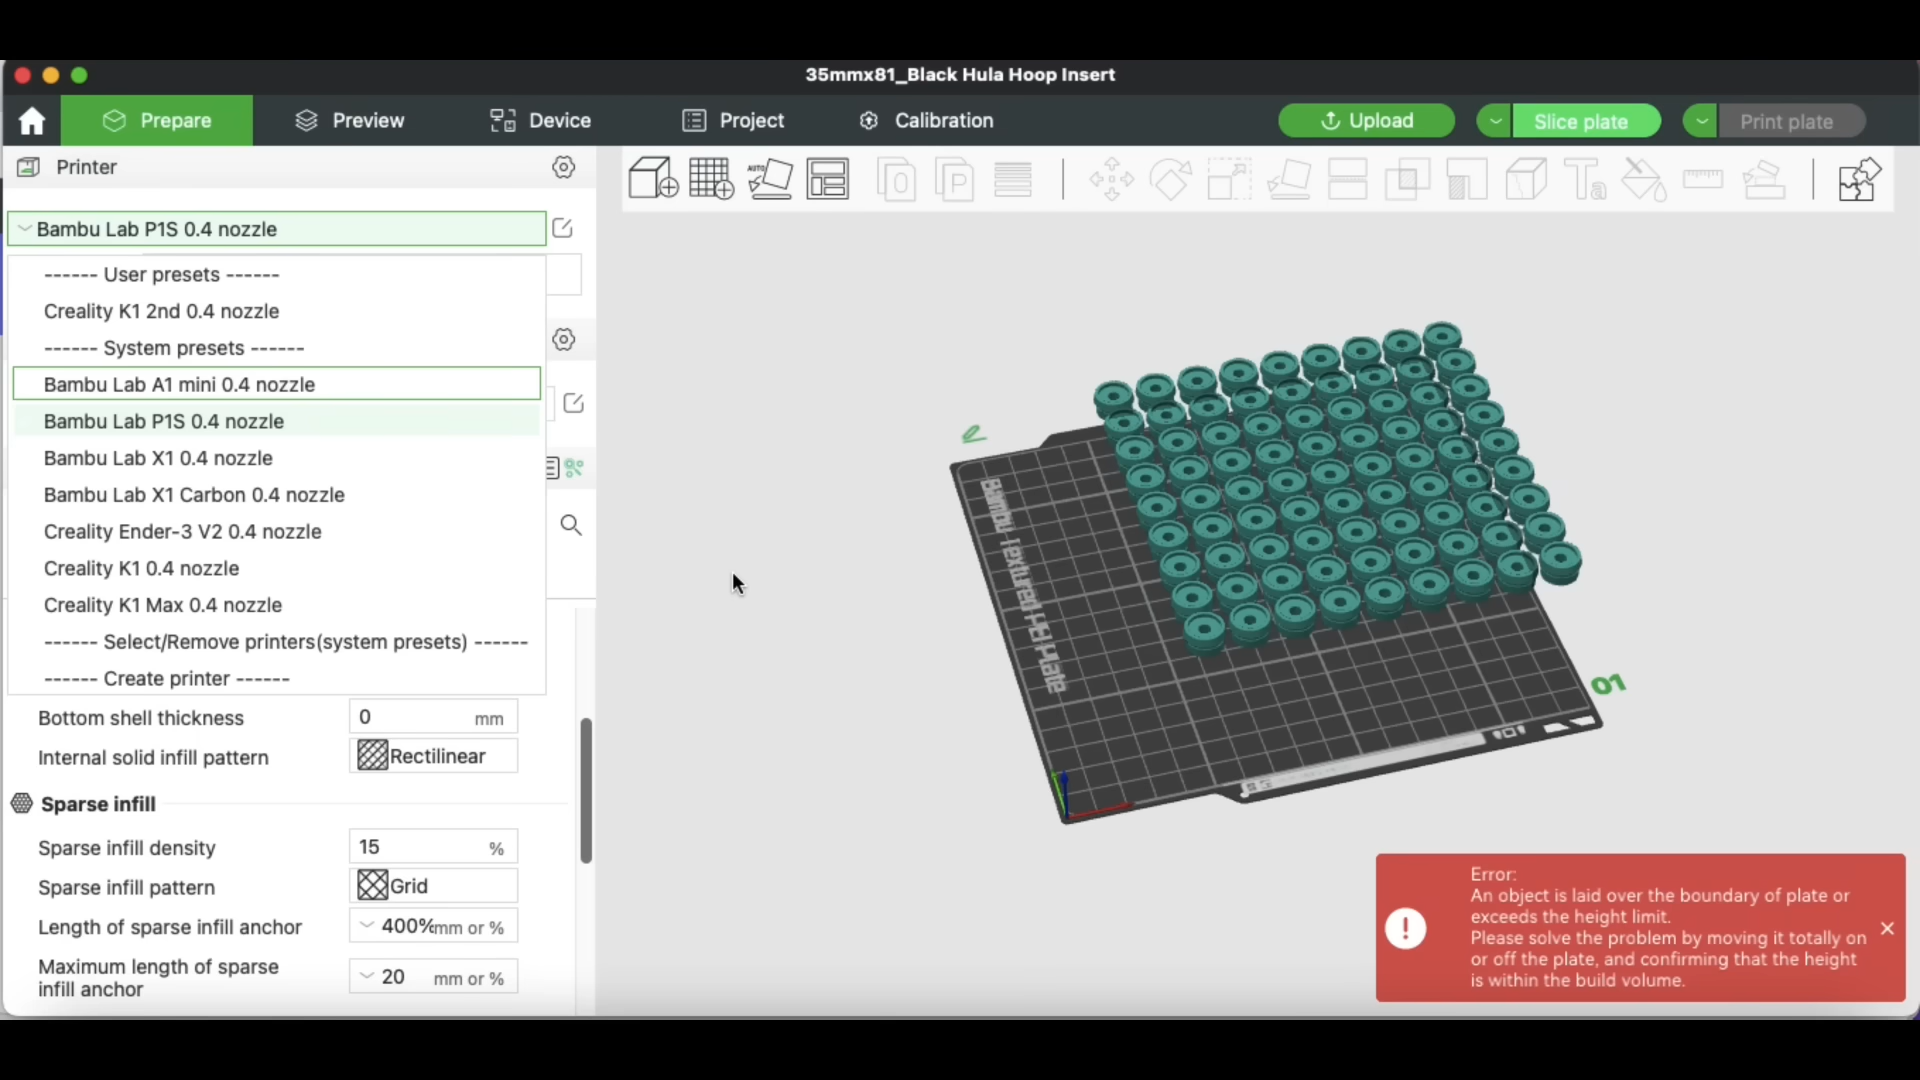 35mmx81_Black Hula Hoop Insert
Prepare
Preview
Device
Project
Calibration
Upload
Slice plate
Print plate
Printer
AUTO
Bambu Lab P1S 0.4 nozzle
------ User presets ------
Creality K1 2nd 0.4 nozzle
------ System presets ------
Bambu Lab A1 mini 0.4 nozzle
Bambu Lab P1S 0.4 nozzle
Bambu Lab X1 0.4 nozzle
Bambu Lab X1 Carbon 0.4 nozzle
Creality Ender-3 V2 0.4 nozzle
Creality K1 0.4 nozzle
Creality K1 Max 0.4 nozzle
------ Select/Remove printers(system presets) ------
------ Create printer ------
Bottom shell thickness 0 mm
Internal solid infill pattern Rectilinear
Sparse infill
Sparse infill density 15 %
Sparse infill pattern Grid
Length of sparse infill anchor 400% mm or %
Maximum length of sparse
infill anchor 20 mm or %
Bambu Textured PEI Plate
01
Error:
An object is laid over the boundary of plate or
exceeds the height limit.
Please solve the problem by moving it totally on
or off the plate, and confirming that the height
is within the build volume.